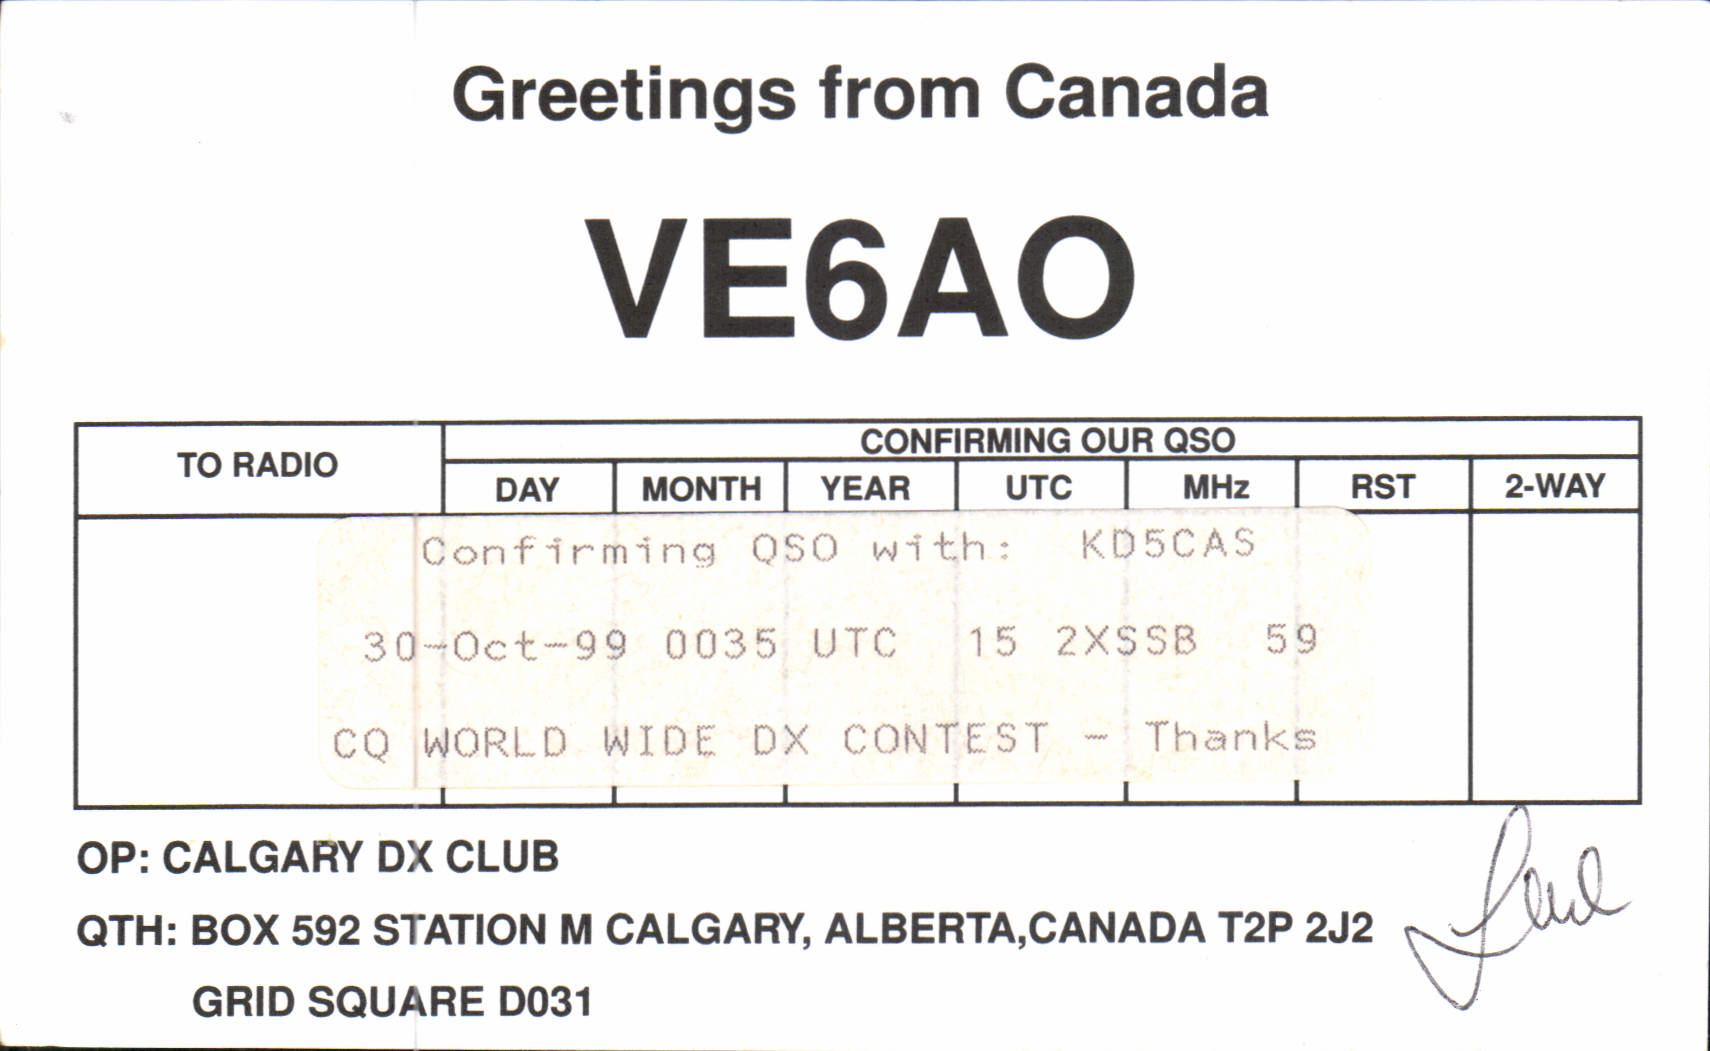 Greetings from Canada
VE6AO
TO RADIO
CONFIRMING OUR QSO
DAY MONTH YEAR UTC MHz RST 2-WAY
Confirming QSO with: KD5CAS
30-Oct-99 0035 UTC 15 2XSSB 59
CQ WORLD WIDE DX CONTEST - Thanks
OP: CALGARY DX CLUB
QTH: BOX 592 STATION M CALGARY, ALBERTA,CANADA T2P 2J2
GRID SQUARE D031